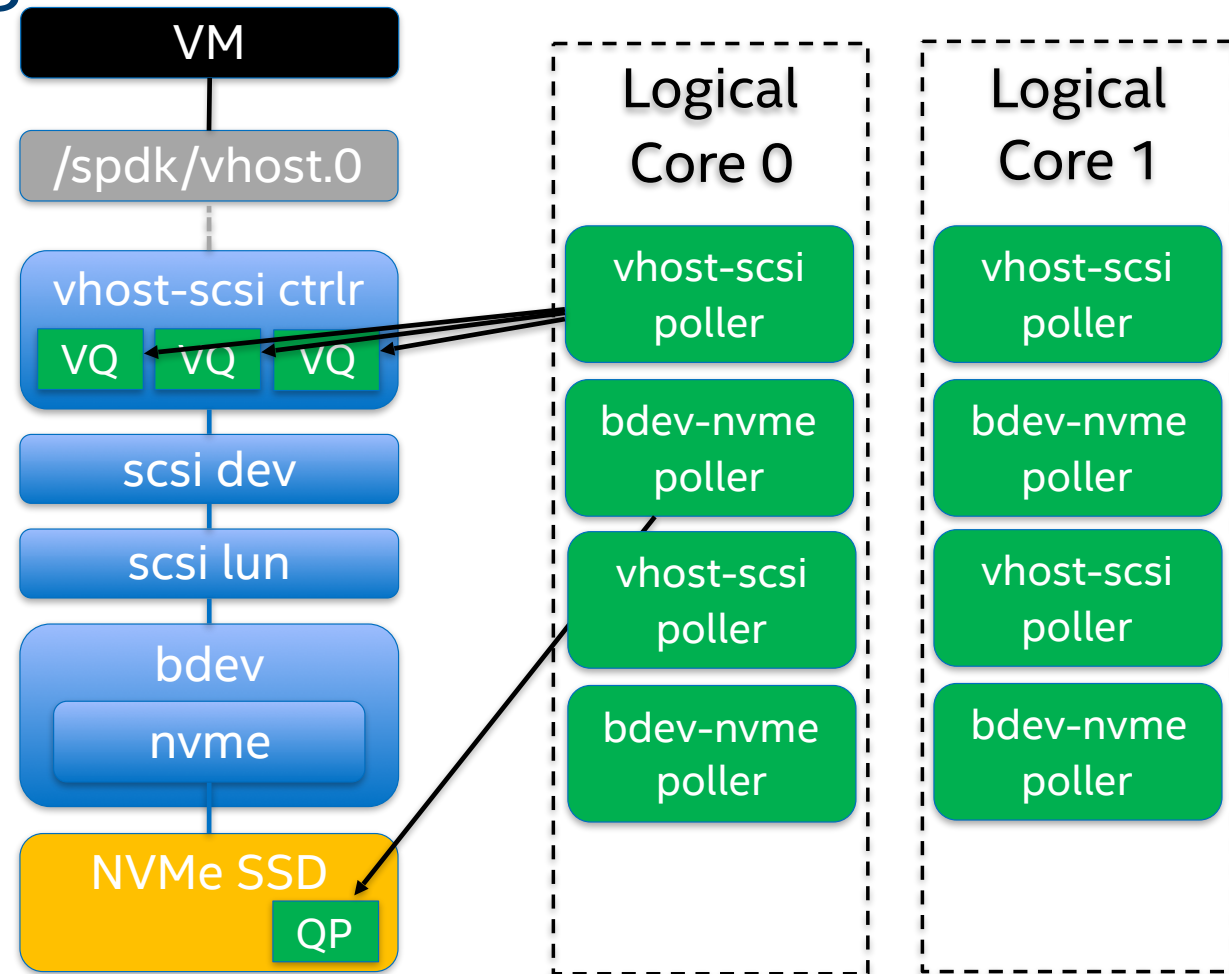 VM
/spdk/vhost.0
vhost-scsi ctrlr
VQ VQ VQ
scsi dev
scsi lun
bdev
nvme
NVMe SSD
QP
Logical
Core 0
vhost-scsi
poller
bdev-nvme
poller
vhost-scsi
poller
bdev-nvme
poller
Logical
Core 1
vhost-scsi
poller
bdev-nvme
poller
vhost-scsi
poller
bdev-nvme
poller